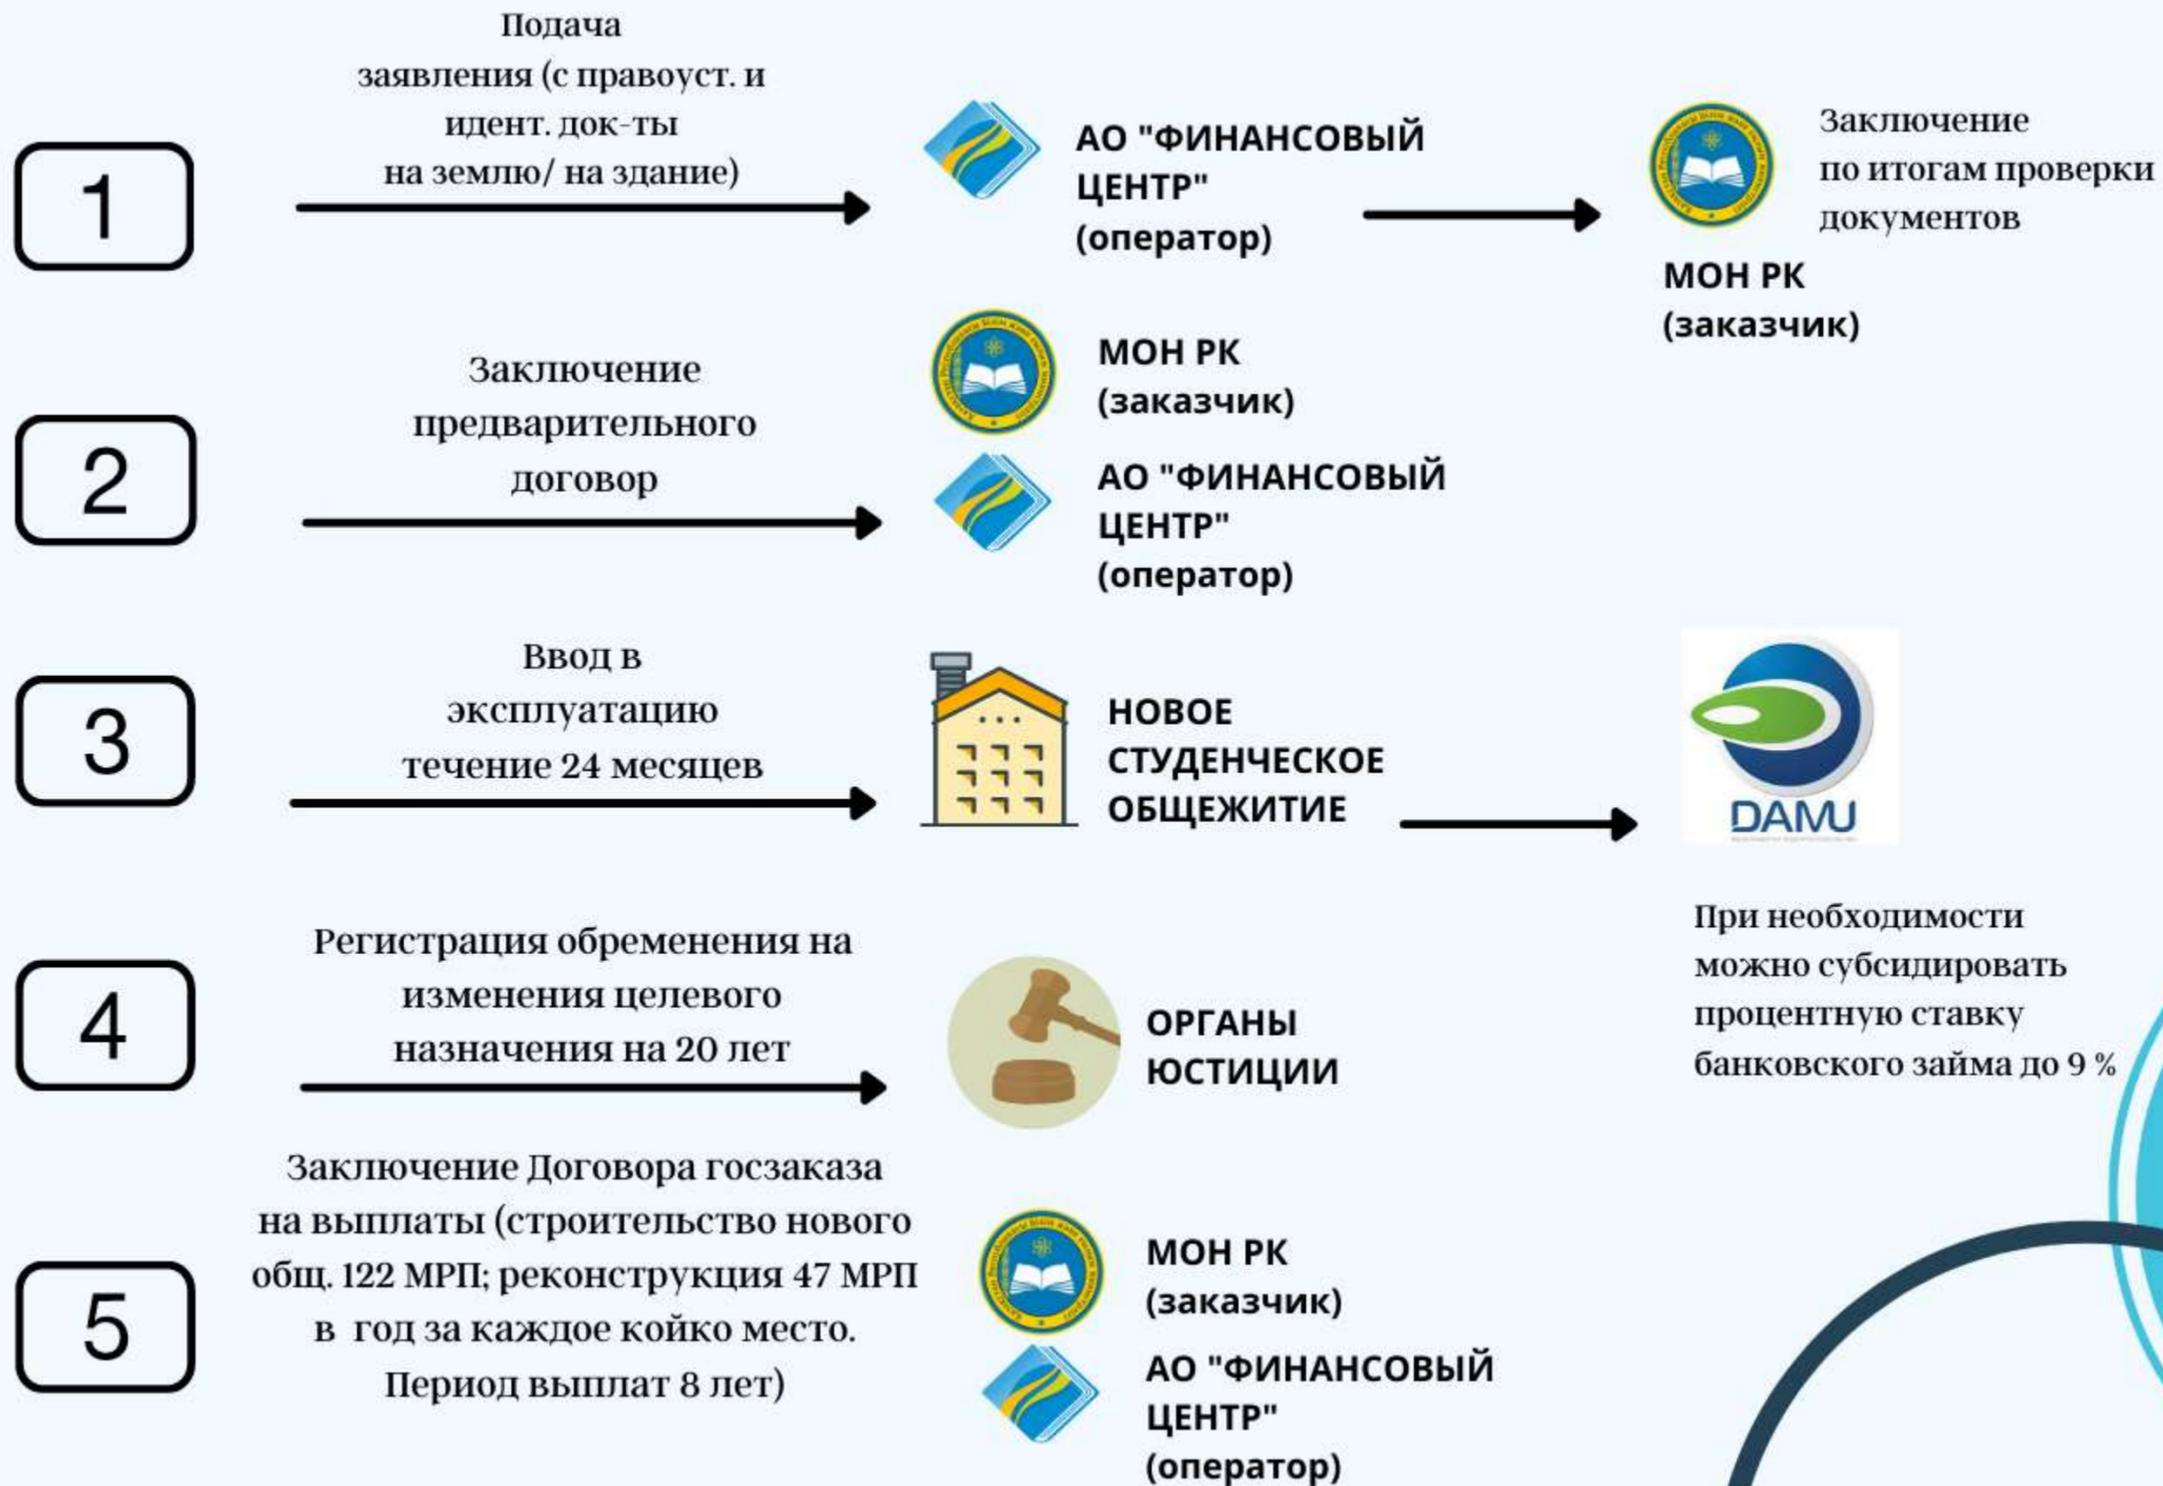 1
Подача
заявления (с правоуст. и
идент. док-ты
на землю/ на здание)
АО "ФИНАНСОВЫЙ
ЦЕНТР"
(оператор)
Заключение
по итогам проверки
документов
МОН РК
(заказчик)
2
Заключение
предварительного
договор
МОН РК
(заказчик)
АО "ФИНАНСОВЫЙ
ЦЕНТР"
(оператор)
3
Ввод в
эксплуатацию
течение 24 месяцев
НОВОЕ
СТУДЕНЧЕСКОЕ
ОБЩЕЖИТИЕ
DAMU
При необходимости
можно субсидировать
процентную ставку
банковского займа до 9 %
4
Регистрация обременения на
изменения целевого
назначения на 20 лет
ОРГАНЫ
ЮСТИЦИИ
5
Заключение Договора госзаказа
на выплаты (строительство нового
общ. 122 МРП; реконструкция 47 МРП
в год за каждое койко место.
Период выплат 8 лет)
МОН РК
(заказчик)
АО "ФИНАНСОВЫЙ
ЦЕНТР"
(оператор)